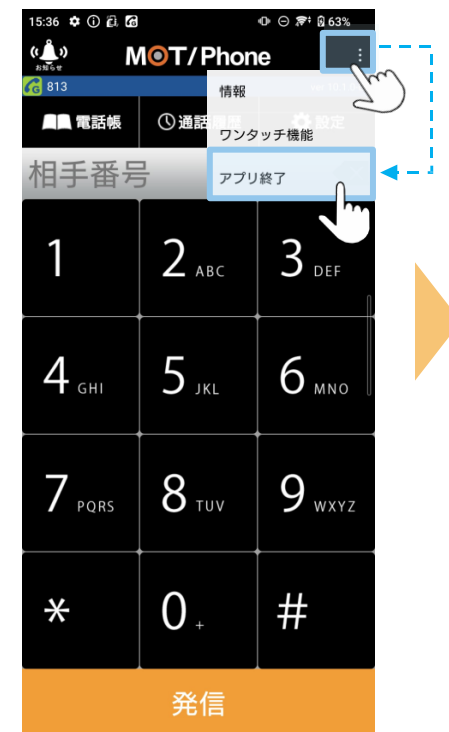 15:36 63%
お知らせ
MOT/Phone
813
情報
電話帳 通話履歴 設定
ワンタッチ機能
相手番号 アプリ終了
1 2 ABC 3 DEF
4 GHI 5 JKL 6 MNO
7 PQRS 8 TUV 9 WXYZ
* 0 + #
発信